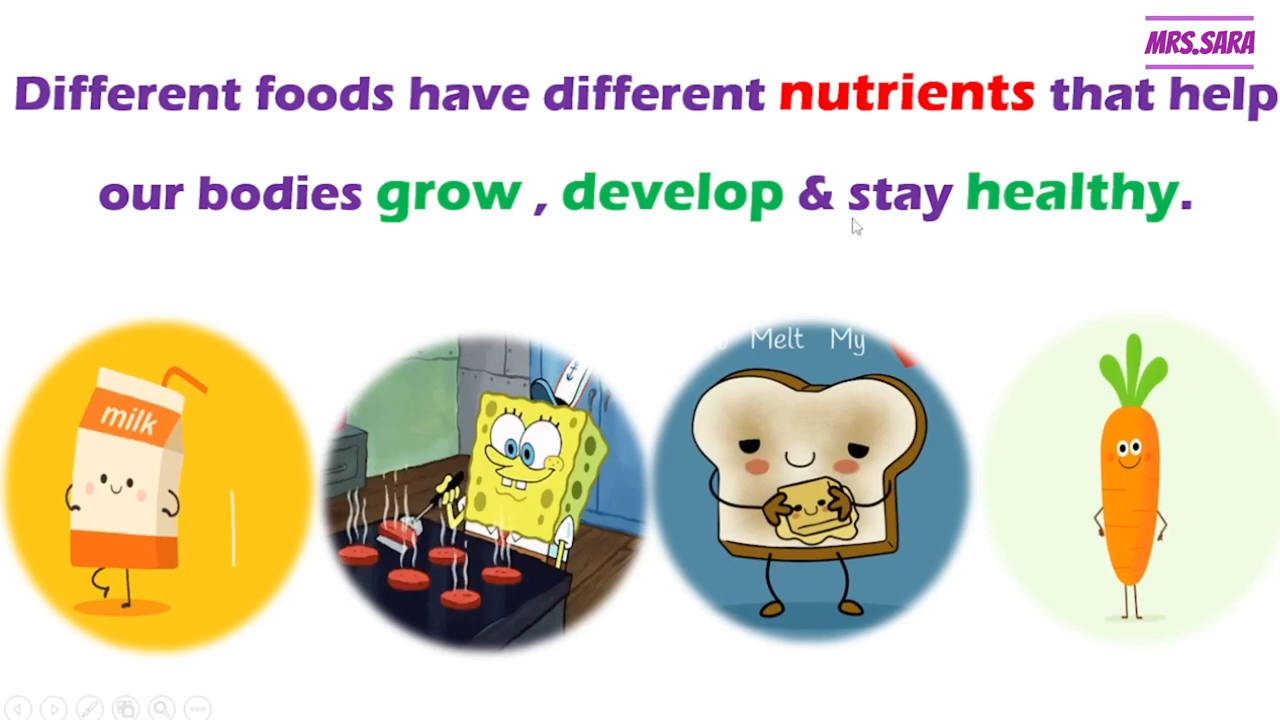 MRS.SARA
Different foods have different nutrients that help
our bodies grow , develop & stay healthy.
Melt My
milk